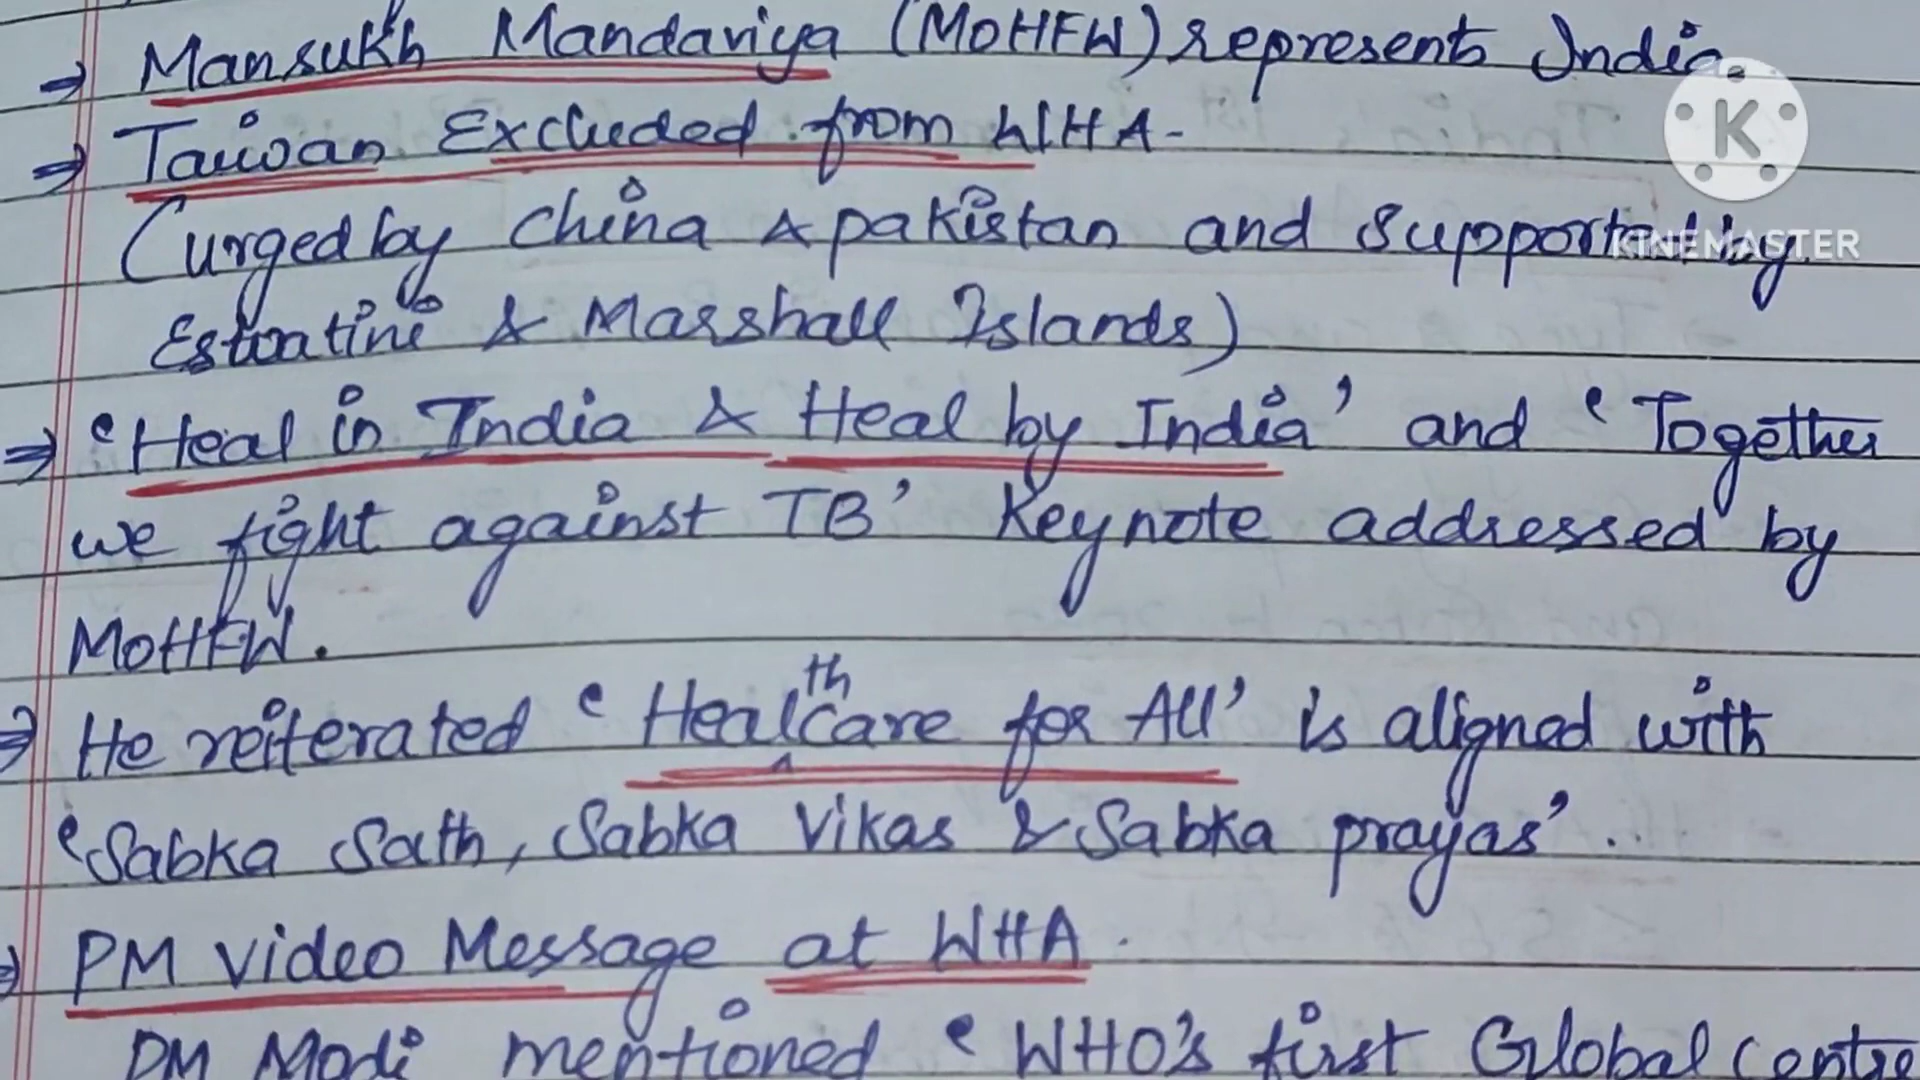 ⇒ Mansukh Mandaviya (MoHFW) represents India.
⇒ Taiwan Excluded from WHA-
(urged by China & pakistan and Supported by
Eswatini & Marshall Islands)
⇒ 'Heal in India & Heal by India' and 'Together
we fight against TB' Keynote addressed by
MoHFW.
⇒ He reiterated 'Healthcare for All' is aligned with
'Sabka Sath, Sabka Vikas & Sabka prayas'..
⇒ PM Video Message at WHA.
PM Modi mentioned 'WHO's first Global Centre
K
KINEMASTER